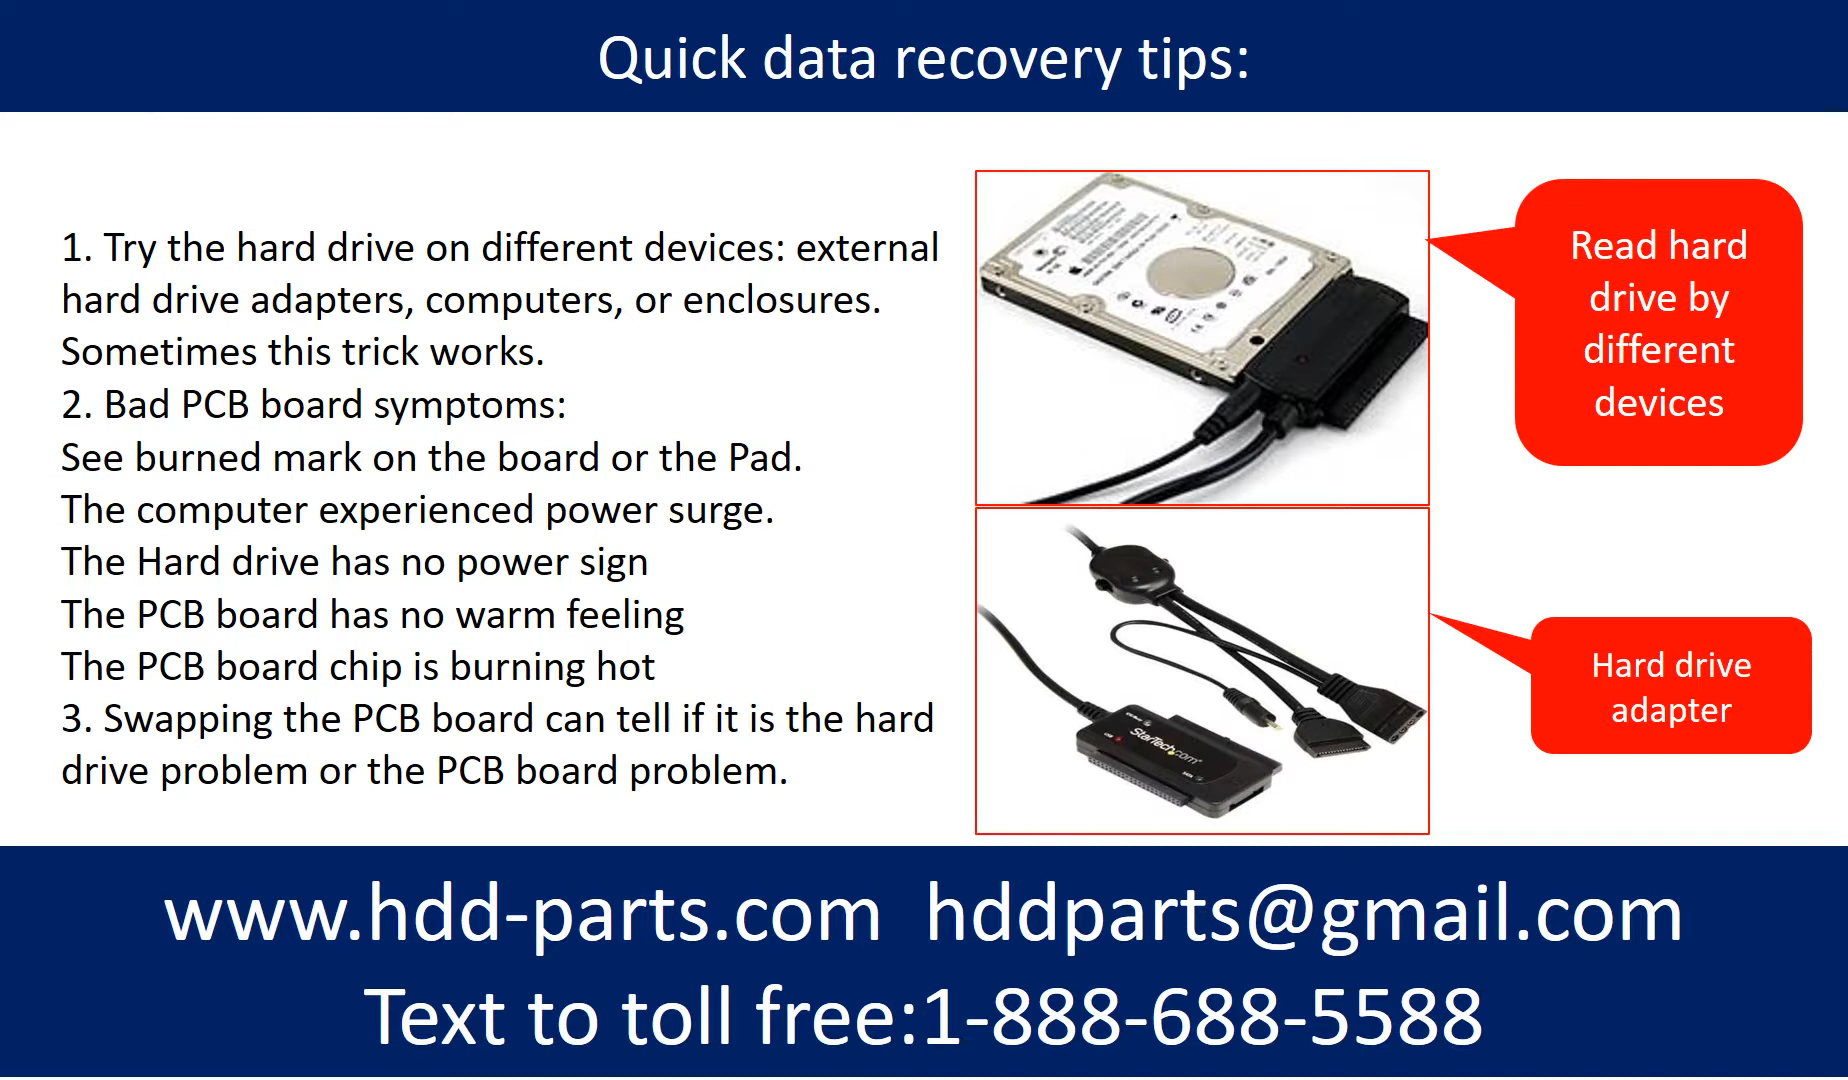 Quick data recovery tips:
1. Try the hard drive on different devices: external
hard drive adapters, computers, or enclosures.
Sometimes this trick works.
2. Bad PCB board symptoms:
See burned mark on the board or the Pad.
The computer experienced power surge.
The Hard drive has no power sign
The PCB board has no warm feeling
The PCB board chip is burning hot
3. Swapping the PCB board can tell if it is the hard
drive problem or the PCB board problem.
Read hard
drive by
different
devices
StarTech.com
Hard drive
adapter
www.hdd-parts.com hddparts@gmail.com
Text to toll free:1-888-688-5588